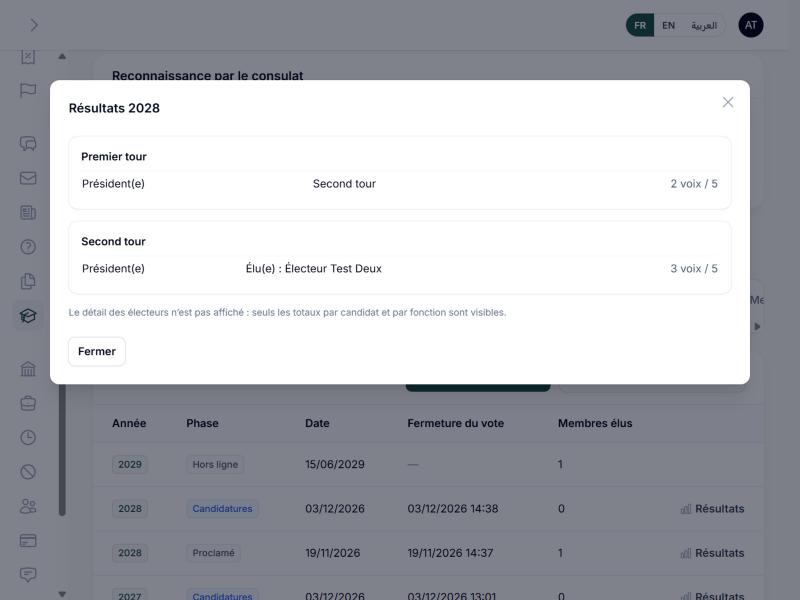 FR EN العربية AT
Reconnaissance par le consulat
Résultats 2028
Premier tour
Président(e) Second tour 2 voix / 5
Second tour
Président(e) Élu(e) : Électeur Test Deux 3 voix / 5
Le détail des électeurs n’est pas affiché : seuls les totaux par candidat et par fonction sont visibles.
Fermer
Année Phase Date Fermeture du vote Membres élus
2029 Hors ligne 15/06/2029 — 1
2028 Candidatures 03/12/2026 03/12/2026 14:38 0 Résultats
2028 Proclamé 19/11/2026 19/11/2026 14:37 1 Résultats
2027 Candidatures 03/12/2026 03/12/2026 13:01 0 Résultats